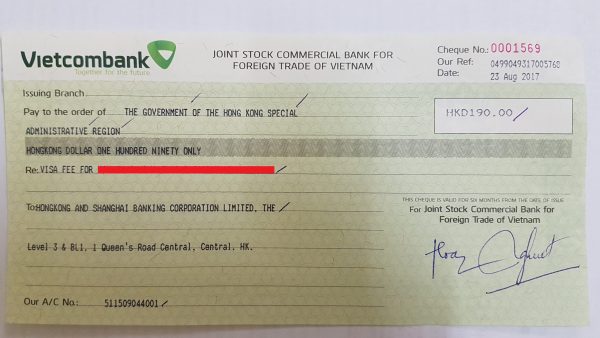 Vietcombank
Together for the future
JOINT STOCK COMMERCIAL BANK FOR
FOREIGN TRADE OF VIETNAM
Cheque No.: 0001569
Our Ref: 0499049317005768
Date: 23 Aug 2017
Issuing Branch
Pay to the order of THE GOVERNMENT OF THE HONG KONG SPECIAL
ADMINISTRATIVE REGION
HKD190.00/
HONGKONG DOLLAR ONE HUNDRED NINETY ONLY
Re: VISA FEE FOR
THIS CHEQUE IS VALID FOR SIX MONTHS FROM THE DATE OF ISSUE
To: HONGKONG AND SHANGHAI BANKING CORPORATION LIMITED, THE
For Joint Stock Commercial Bank for
Foreign Trade of Vietnam
Level 3 & BL1, 1 Queen's Road Central, Central, HK.
Our A/C No.: 511509044001